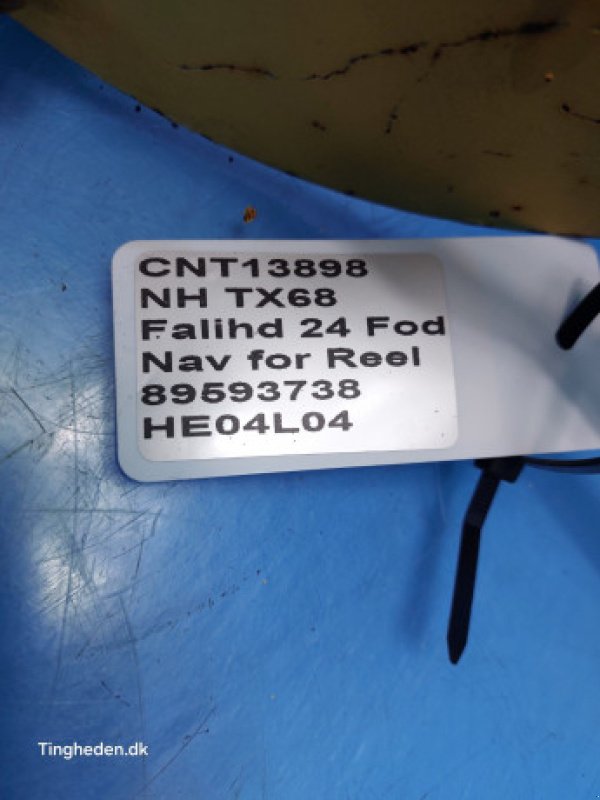 CNT13898
NH TX68
Falihd 24 Fod
Nav for Reel
89593738
HE04L04
Tingheden.dk